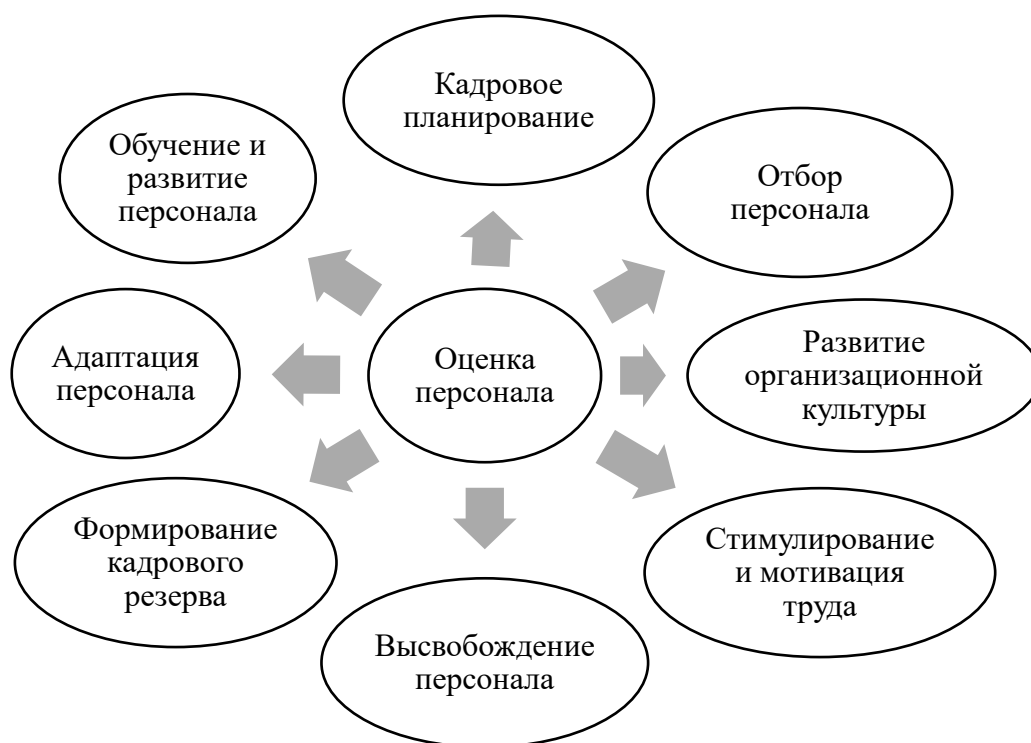 Кадровое
планирование
Обучение и
развитие
персонала
Отбор
персонала
Адаптация
персонала
Оценка
персонала
Развитие
организационной
культуры
Формирование
кадрового
резерва
Стимулирование
и мотивация
труда
Высвобождение
персонала